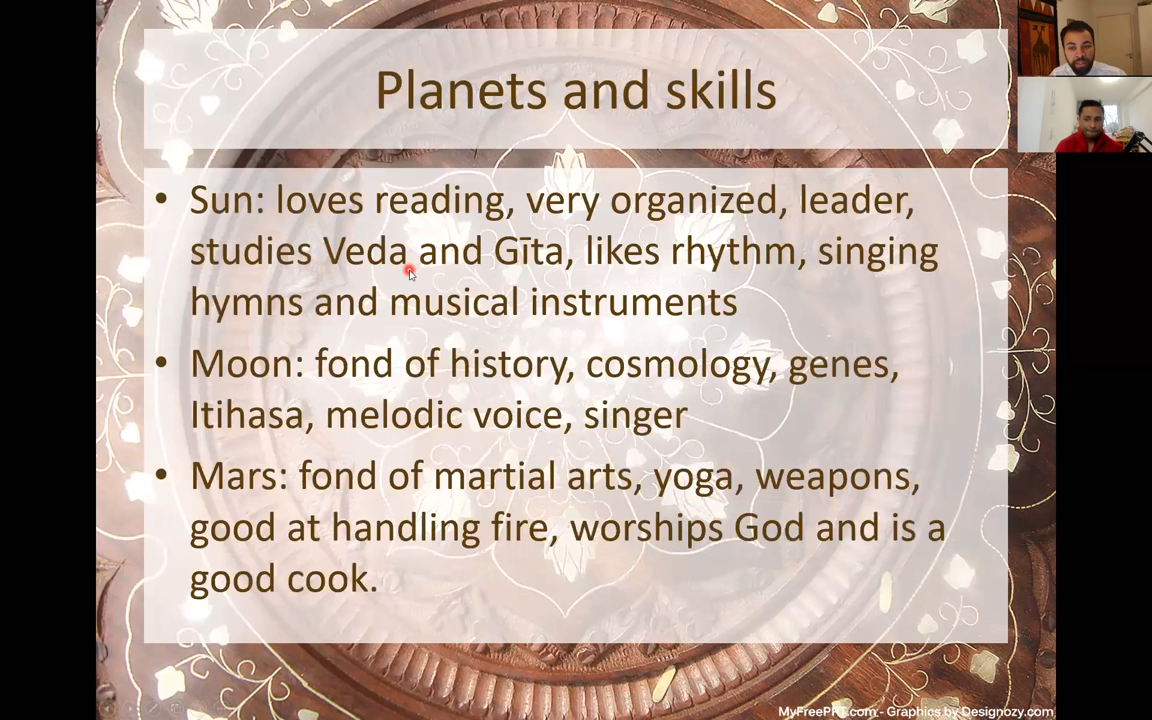 Planets and skills
• Sun: loves reading, very organized, leader,
studies Veda and Gīta, likes rhythm, singing
hymns and musical instruments
• Moon: fond of history, cosmology, genes,
Itihasa, melodic voice, singer
• Mars: fond of martial arts, yoga, weapons,
good at handling fire, worships God and is a
good cook.
MyFreePPT.com - Graphics by Designozy.com